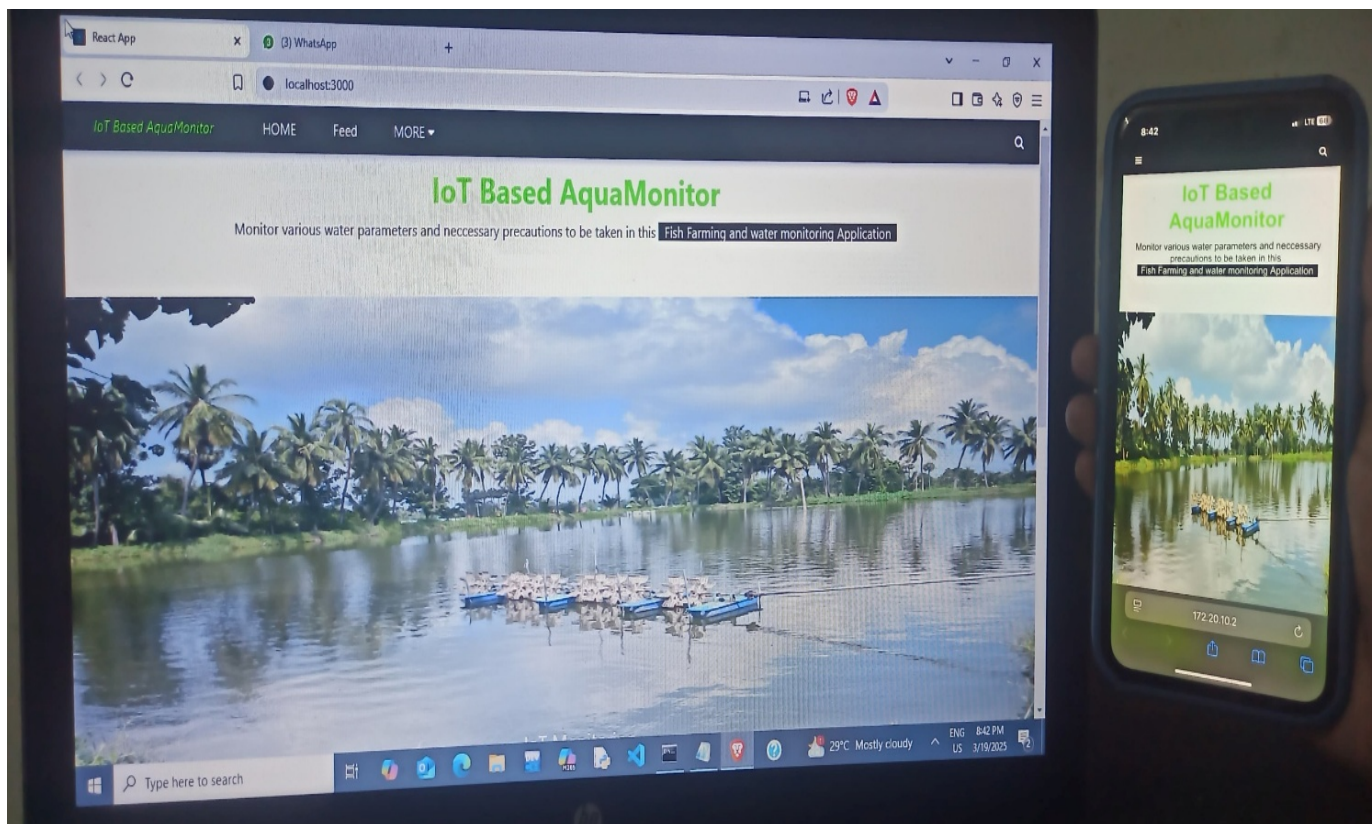 React App
(3) WhatsApp
localhost:3000
IoT Based AquaMonitor HOME Feed MORE
IoT Based AquaMonitor
Monitor various water parameters and neccessary precautions to be taken in this Fish Farming and water monitoring Application
Type here to search
29°C Mostly cloudy
ENG 8:42 PM
US 3/19/2025
8:42
LTE
IoT Based
AquaMonitor
Monitor various water parameters and neccessary
precautions to be taken in this
Fish Farming and water monitoring Application
172.20.10.2